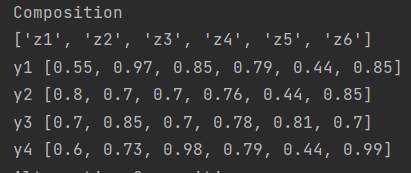 Composition
['z1', 'z2', 'z3', 'z4', 'z5', 'z6']
y1 [0.55, 0.97, 0.85, 0.79, 0.44, 0.85]
y2 [0.8, 0.7, 0.7, 0.76, 0.44, 0.85]
y3 [0.7, 0.85, 0.7, 0.78, 0.81, 0.7]
y4 [0.6, 0.73, 0.98, 0.79, 0.44, 0.99]